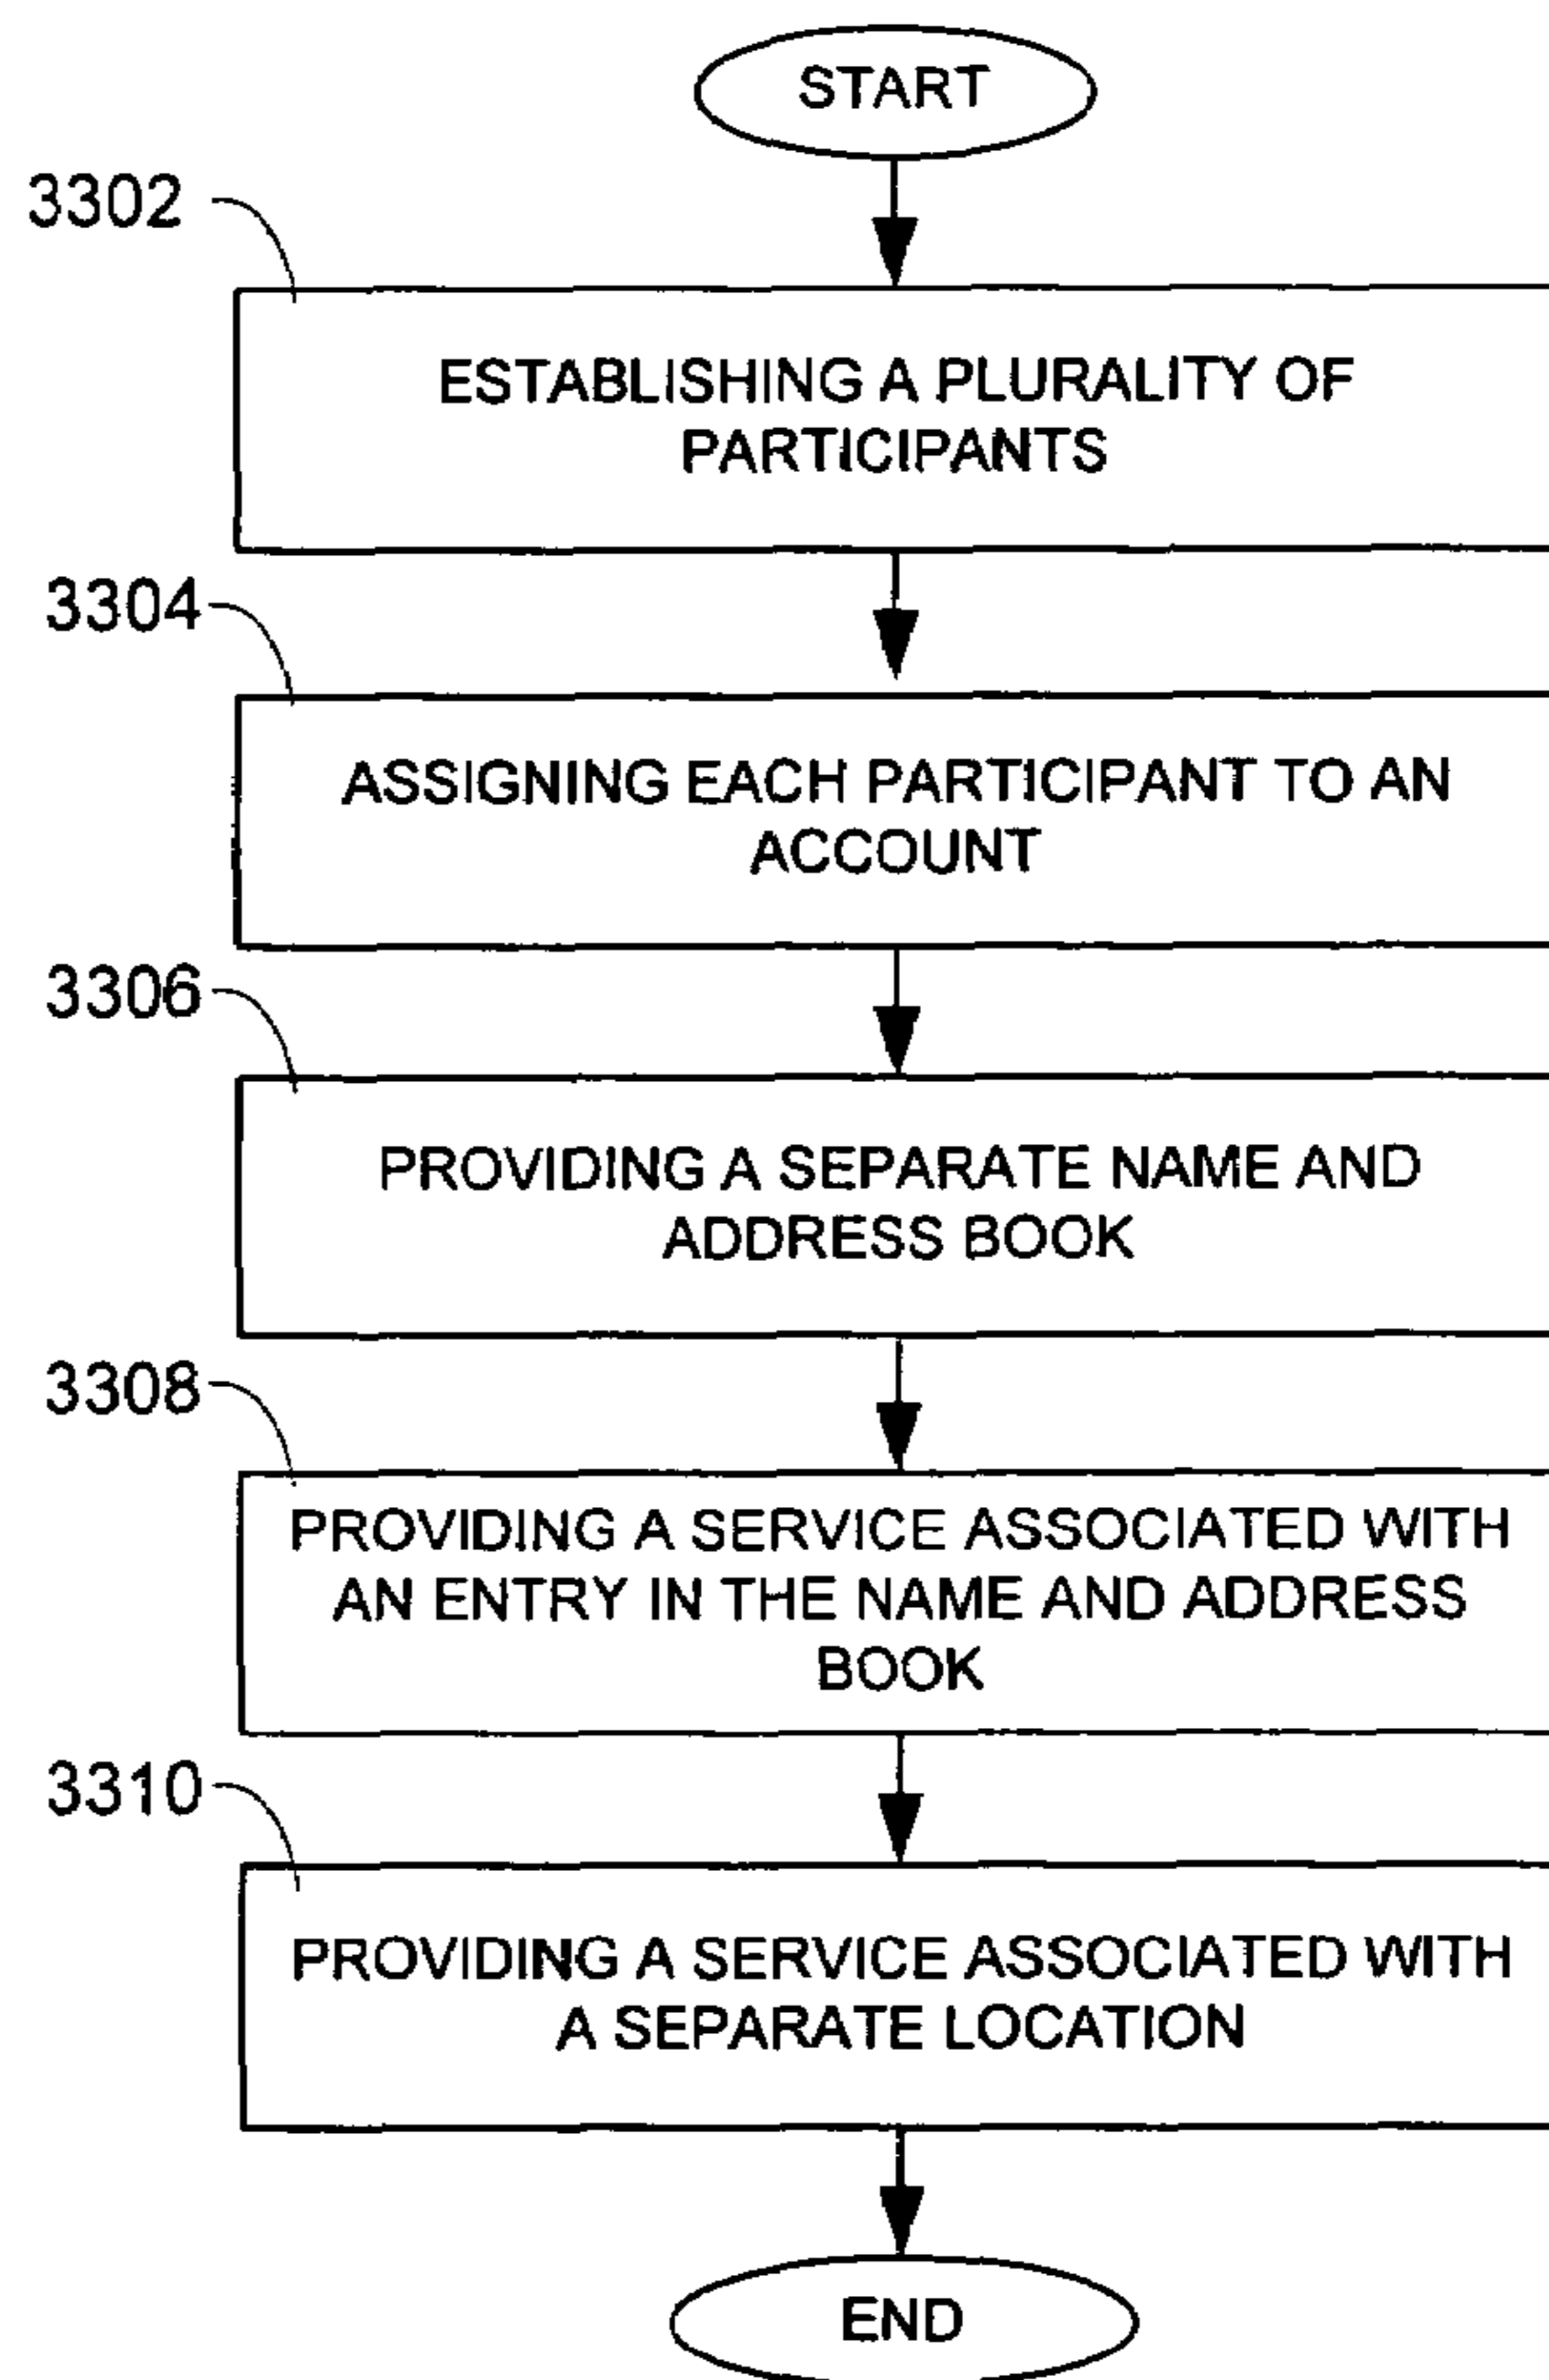 START
3302
ESTABLISHING A PLURALITY OF
PARTICIPANTS
3304
ASSIGNING EACH PARTICIPANT TO AN
ACCOUNT
3306
PROVIDING A SEPARATE NAME AND
ADDRESS BOOK
3308
PROVIDING A SERVICE ASSOCIATED WITH
AN ENTRY IN THE NAME AND ADDRESS
BOOK
3310
PROVIDING A SERVICE ASSOCIATED WITH
A SEPARATE LOCATION
END